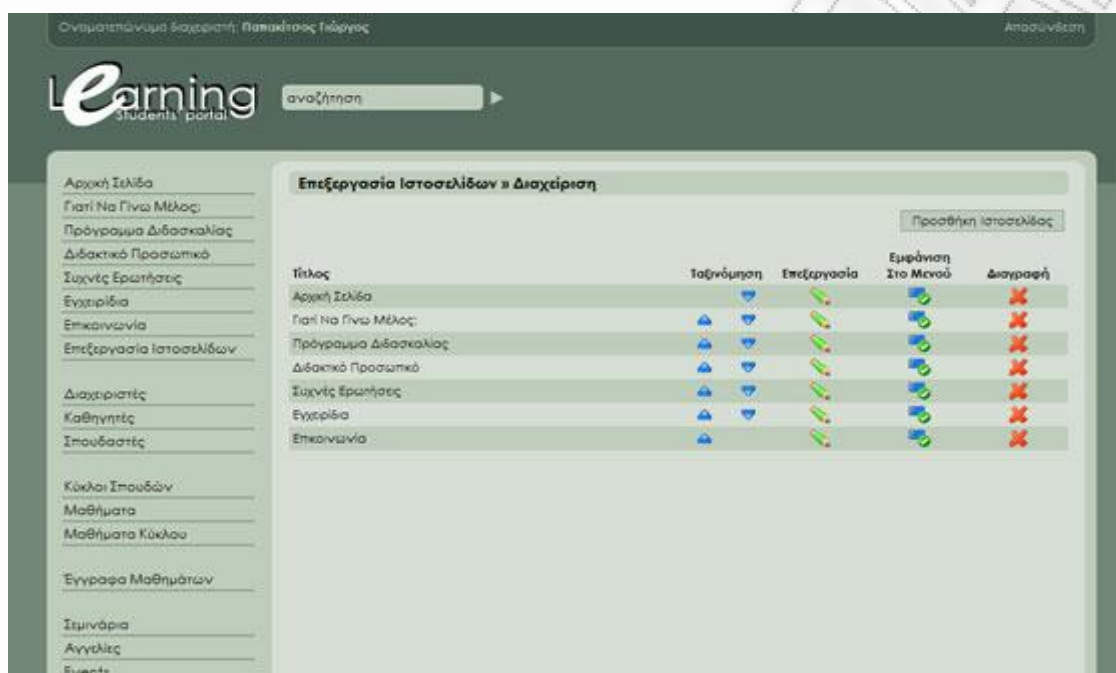 Ονοματεπώνυμο διαχειριστή: Παπακίτσος Γιώργος
Αποσύνδεση
Learning
Students' portal
αναζήτηση
Αρχική Σελίδα
Γιατί Να Γίνω Μέλος;
Πρόγραμμα Διδασκαλίας
Διδακτικό Προσωπικό
Συχνές Ερωτήσεις
Εγχειρίδια
Επικοινωνία
Επεξεργασία Ιστοσελίδων
Διαχειριστές
Καθηγητές
Σπουδαστές
Κύκλοι Σπουδών
Μαθήματα
Μαθήματα Κύκλου
Έγγραφα Μαθημάτων
Σεμινάρια
Αγγελίες
Events
Επεξεργασία Ιστοσελίδων » Διαχείριση
Προσθήκη Ιστοσελίδας
Τίτλος Ταξινόμηση Επεξεργασία Εμφάνιση Στο Μενού Διαγραφή
Αρχική Σελίδα
Γιατί Να Γίνω Μέλος;
Πρόγραμμα Διδασκαλίας
Διδακτικό Προσωπικό
Συχνές Ερωτήσεις
Εγχειρίδια
Επικοινωνία